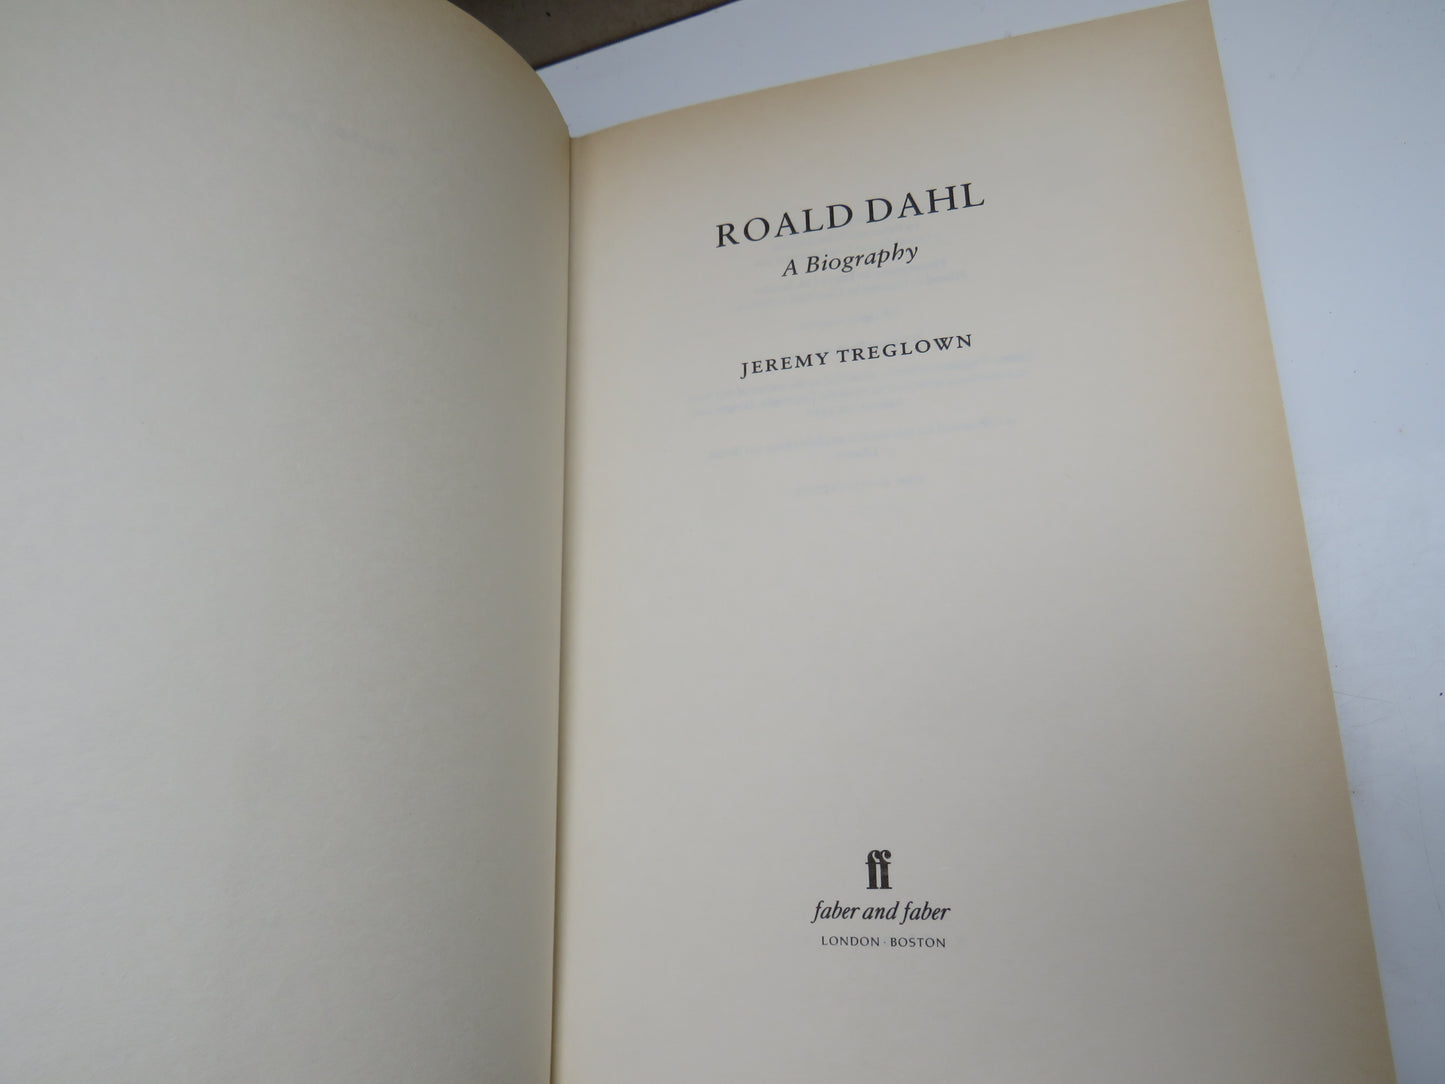 ROALD DAHL
A Biography
JEREMY TREGLOWN
ff
faber and faber
LONDON · BOSTON